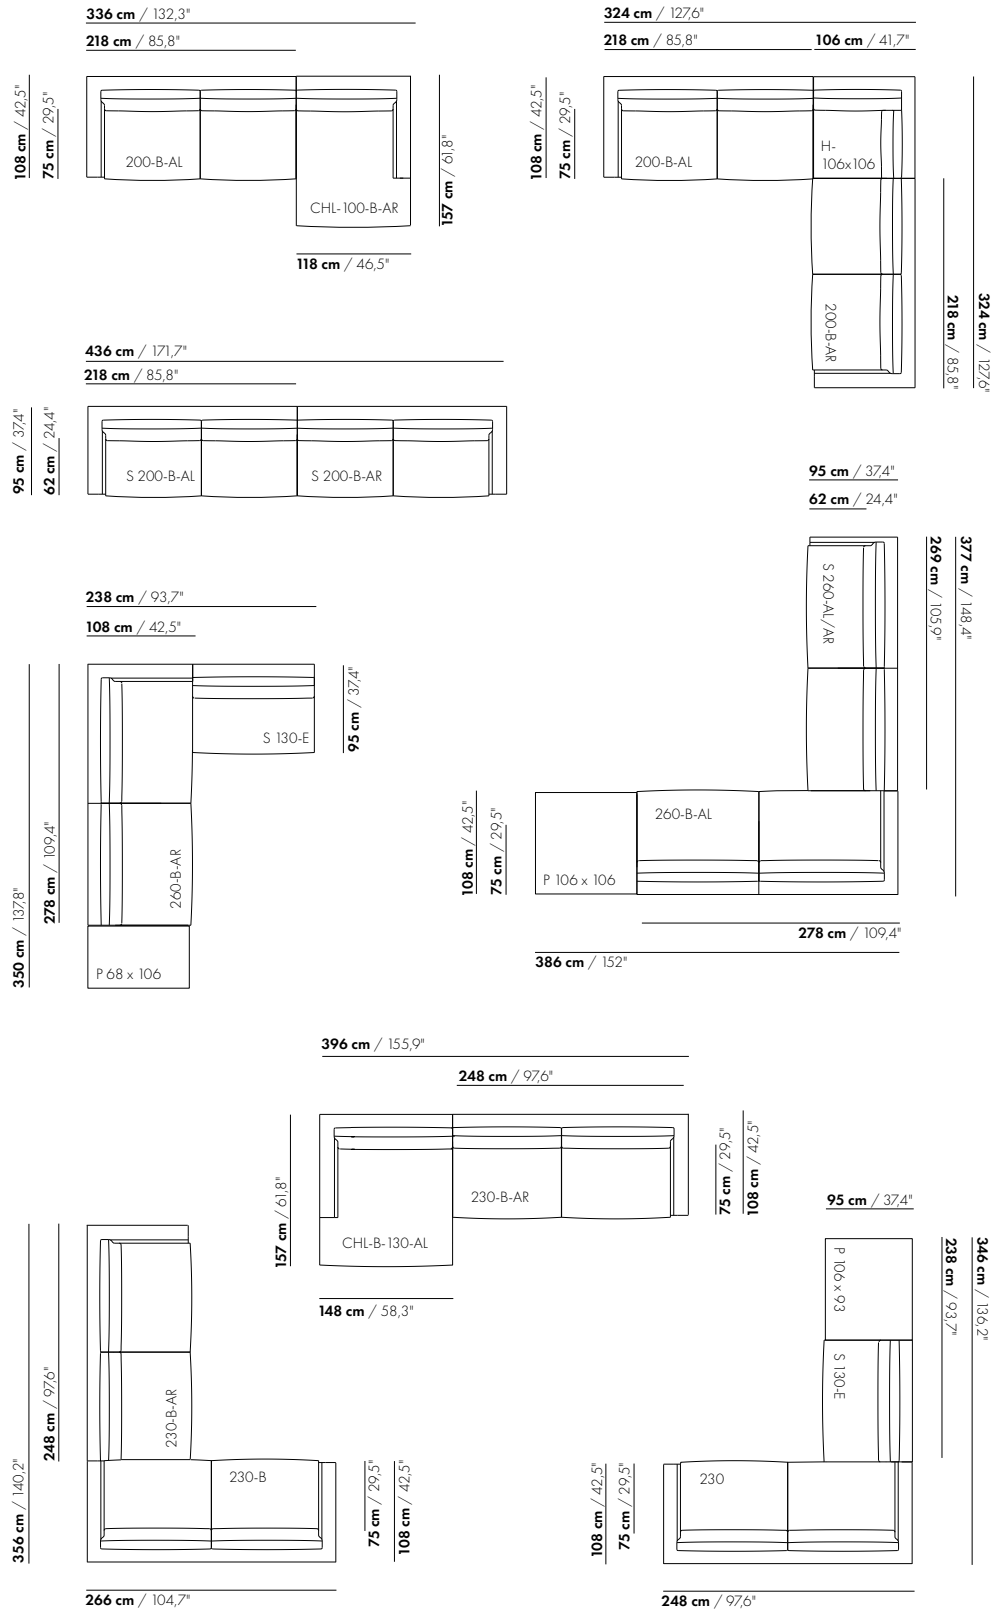 336 cm / 132,3"
218 cm / 85,8"
108 cm / 42,5"
75 cm / 29,5"
200-B-AL
CHL-100-B-AR
157 cm / 61,8"
118 cm / 46,5"
324 cm / 127,6"
218 cm / 85,8"
106 cm / 41,7"
108 cm / 42,5"
75 cm / 29,5"
200-B-AL
H-
106x106
200-B-AR
218 cm / 85,8"
324 cm / 127,6"
436 cm / 171,7"
218 cm / 85,8"
95 cm / 37,4"
62 cm / 24,4"
S 200-B-AL
S 200-B-AR
95 cm / 37,4"
62 cm / 24,4"
S 260-AL/AR
269 cm / 105,9"
377 cm / 148,4"
260-B-AL
P 106 x 106
108 cm / 42,5"
75 cm / 29,5"
278 cm / 109,4"
386 cm / 152"
238 cm / 93,7"
108 cm / 42,5"
S 130-E
95 cm / 37,4"
260-B-AR
P 68 x 106
278 cm / 109,4"
350 cm / 137,8"
396 cm / 155,9"
248 cm / 97,6"
157 cm / 61,8"
230-B-AR
CHL-B-130-AL
75 cm / 29,5"
108 cm / 42,5"
148 cm / 58,3"
230-B-AR
230-B
248 cm / 97,6"
356 cm / 140,2"
75 cm / 29,5"
108 cm / 42,5"
266 cm / 104,7"
95 cm / 37,4"
P 106 x 93
S 130-E
238 cm / 93,7"
346 cm / 136,2"
230
108 cm / 42,5"
75 cm / 29,5"
248 cm / 97,6"